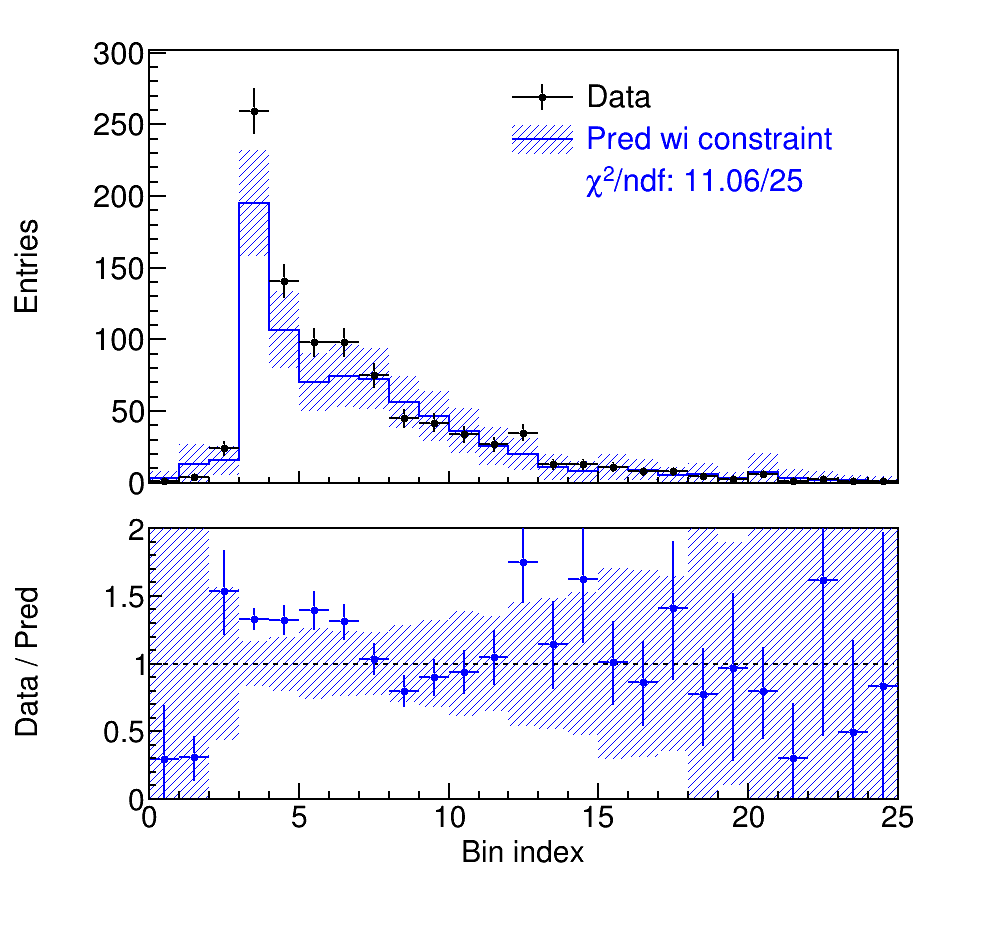 300
250
200
150
100
50
0
Entries
Data
Pred wi constraint
χ²/ndf: 11.06/25
2
1.5
1
0.5
0
Data / Pred
0 5 10 15 20 25
Bin index